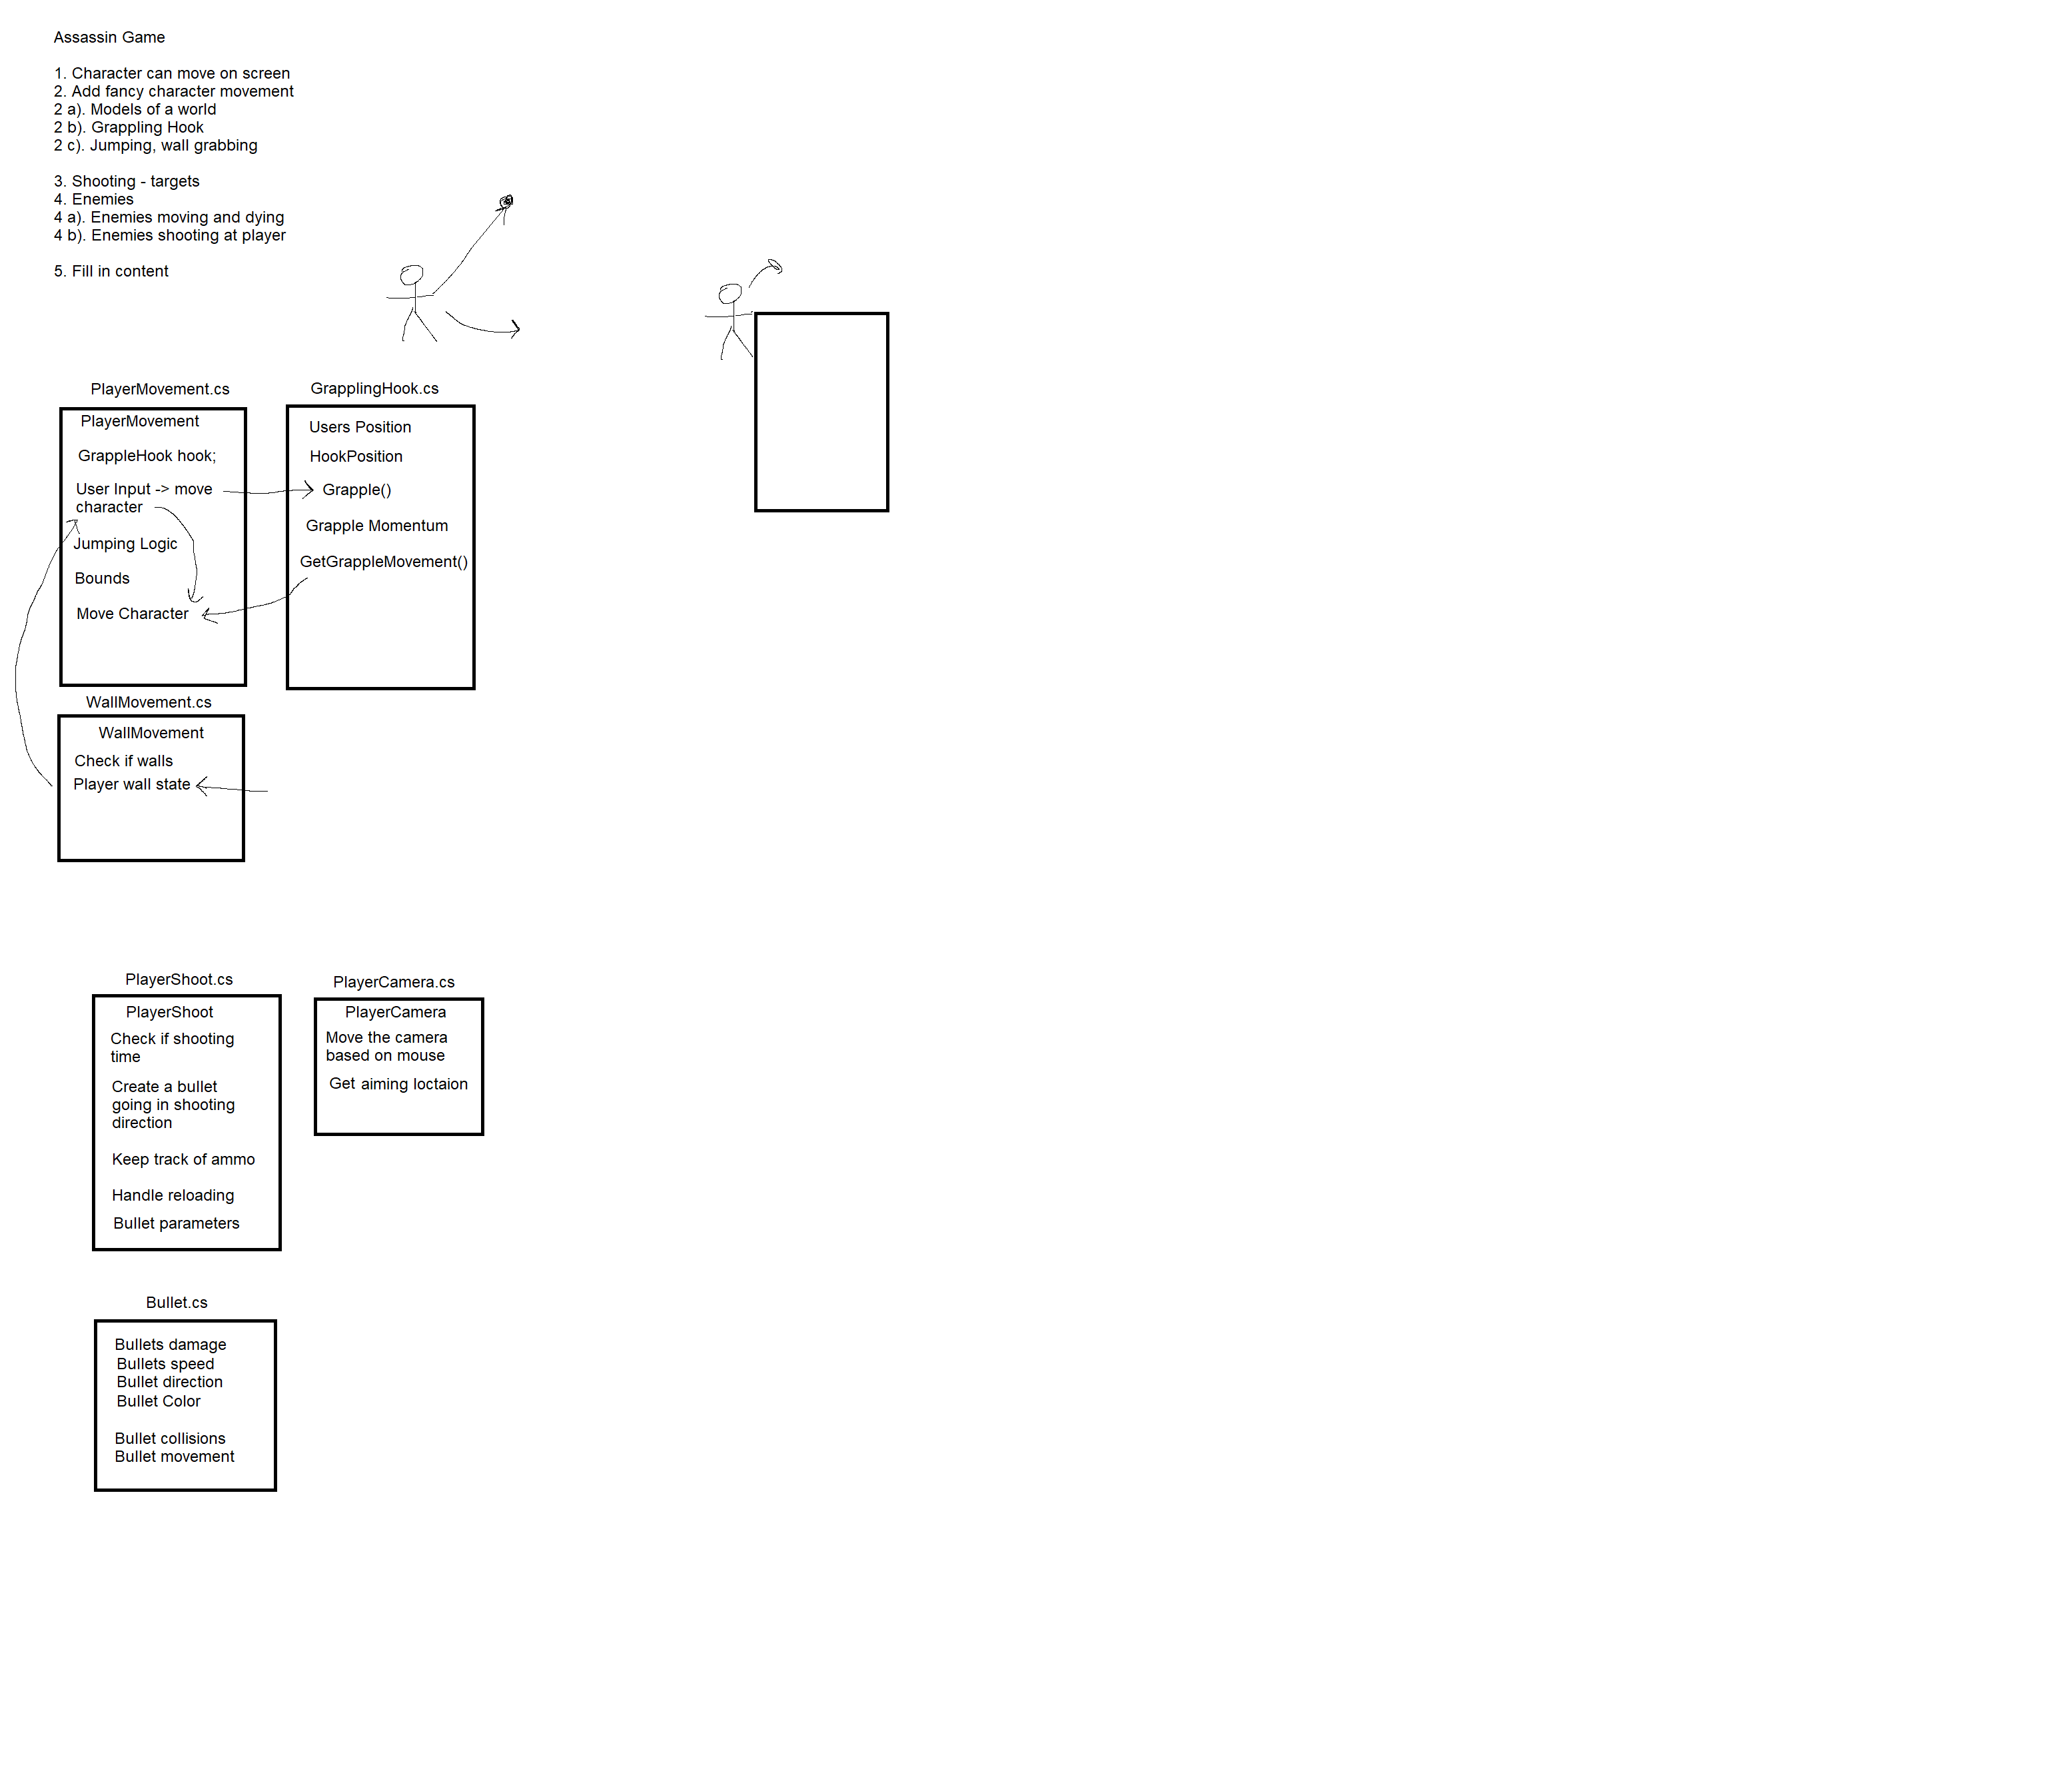 Assassin Game
1. Character can move on screen
2. Add fancy character movement
2 a). Models of a world
2 b). Grappling Hook
2 c). Jumping, wall grabbing
3. Shooting - targets
4. Enemies
4 a). Enemies moving and dying
4 b). Enemies shooting at player
5. Fill in content
PlayerMovement.cs
PlayerMovement
GrappleHook hook;
User Input -> move
character
Jumping Logic
Bounds
Move Character
GrapplingHook.cs
Users Position
HookPosition
Grapple()
Grapple Momentum
GetGrappleMovement()
WallMovement.cs
WallMovement
Check if walls
Player wall state
PlayerShoot.cs
PlayerShoot
Check if shooting
time
Create a bullet
going in shooting
direction
Keep track of ammo
Handle reloading
Bullet parameters
PlayerCamera.cs
PlayerCamera
Move the camera
based on mouse
Get aiming loctaion
Bullet.cs
Bullets damage
Bullets speed
Bullet direction
Bullet Color
Bullet collisions
Bullet movement